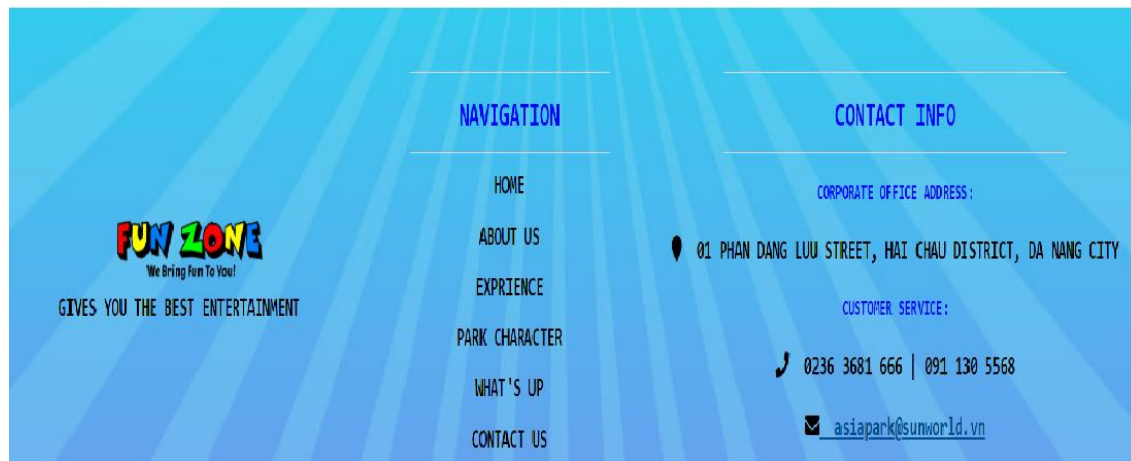 FUN ZONE
We Bring Fun To You!
GIVES YOU THE BEST ENTERTAINMENT
NAVIGATION
HOME
ABOUT US
EXPRIENCE
PARK CHARACTER
WHAT'S UP
CONTACT US
CONTACT INFO
CORPORATE OFFICE ADDRESS:
01 PHAN DANG LUU STREET, HAI CHAU DISTRICT, DA NANG CITY
CUSTOMER SERVICE:
0236 3681 666 | 091 130 5568
asiapark@sunworld.vn